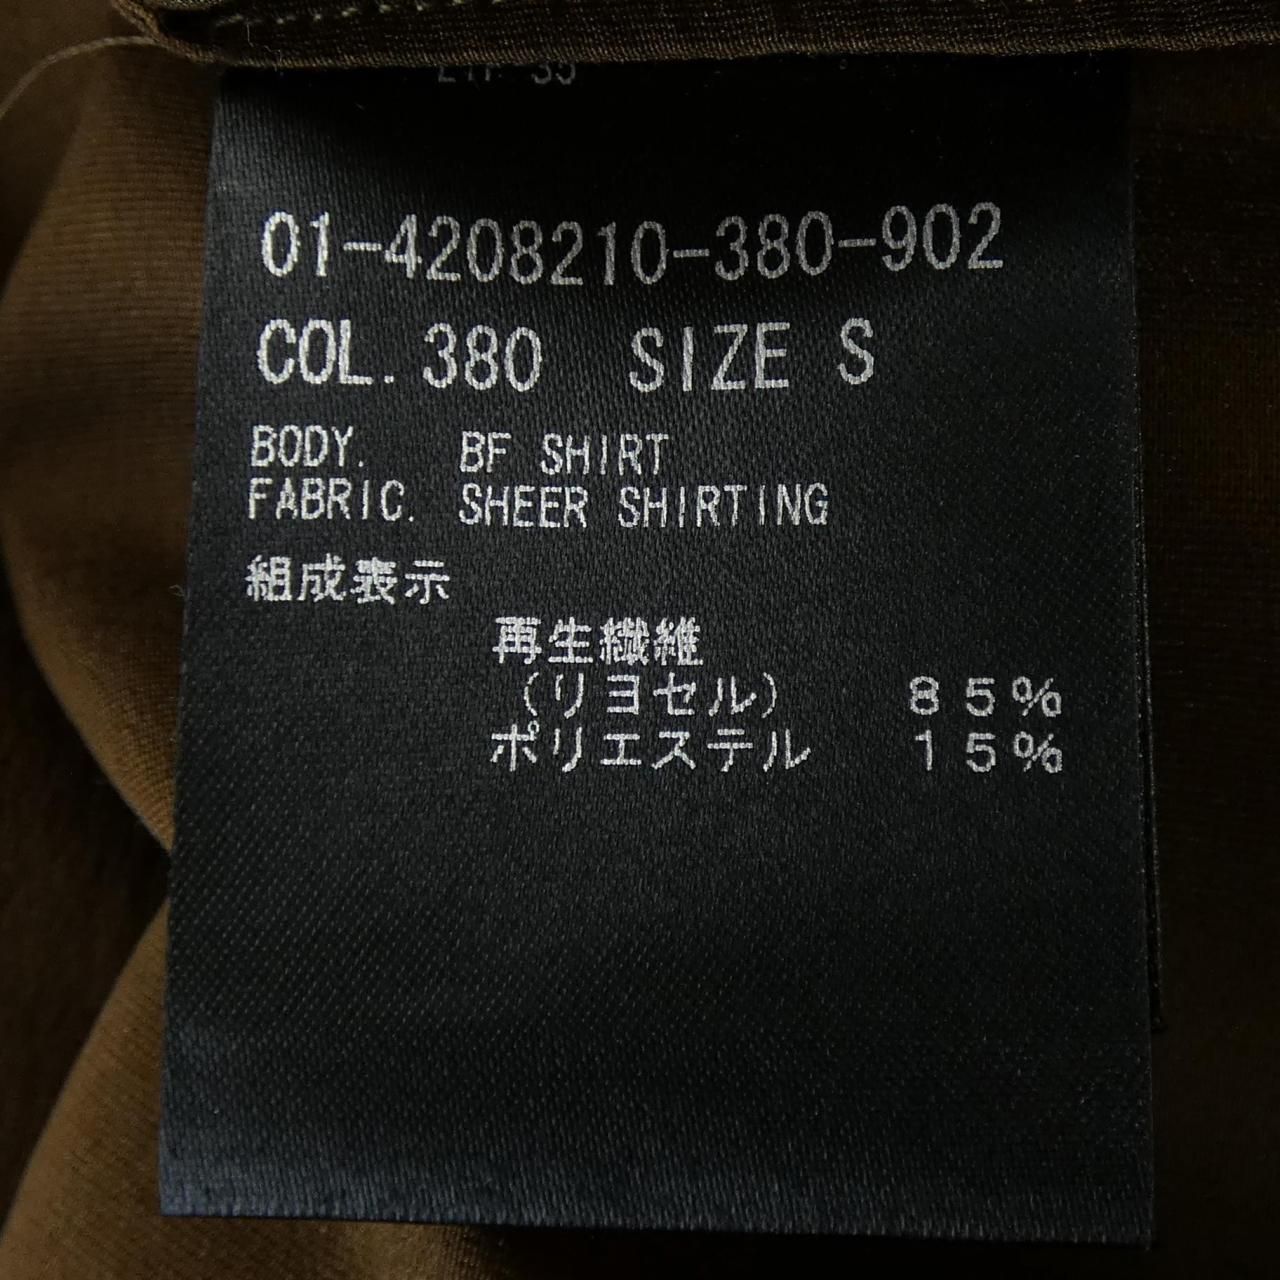 01-4208210-380-902
COL. 380 SIZE S
BODY. BF SHIRT
FABRIC. SHEER SHIRTING
組成表示
再生繊維
(リヨセル) 85%
ポリエステル 15%